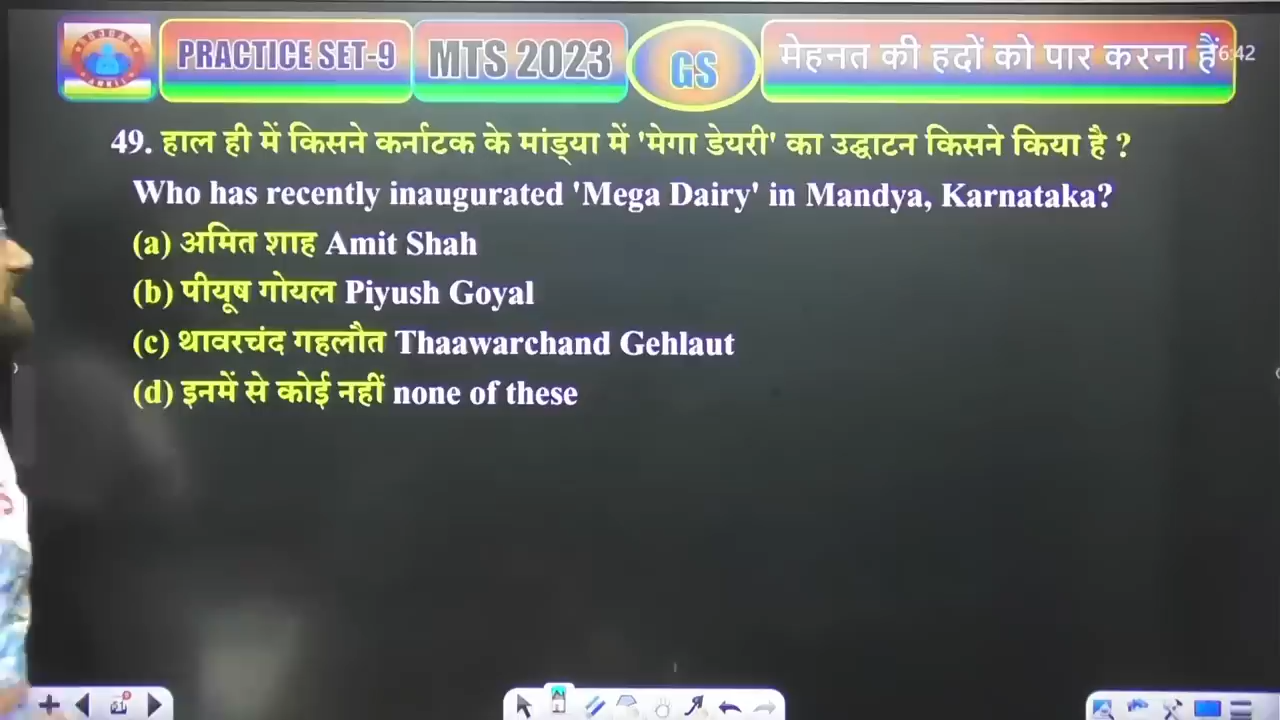 PRACTICE SET-9 MTS 2023 GS मेहनत की हदों को पार करना हैं 6:42
49. हाल ही में किसने कर्नाटक के मांड्या में 'मेगा डेयरी' का उद्घाटन किसने किया है ?
Who has recently inaugurated 'Mega Dairy' in Mandya, Karnataka?
(a) अमित शाह Amit Shah
(b) पीयूष गोयल Piyush Goyal
(c) थावरचंद गहलौत Thaawarchand Gehlaut
(d) इनमें से कोई नहीं none of these